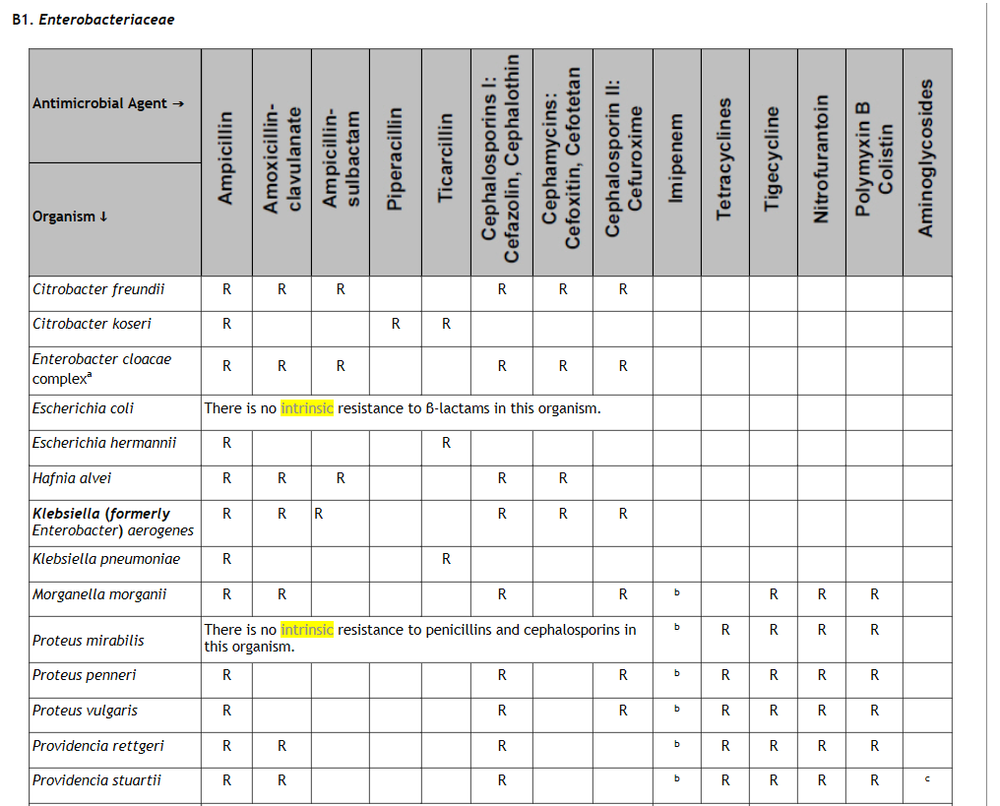 B1. Enterobacteriaceae
Antimicrobial Agent →
Organism ↓
Ampicillin
Amoxicillin-
clavulanate
Ampicillin-
sulbactam
Piperacillin
Ticarcillin
Cephalosporins I:
Cefazolin, Cephalothin
Cephamycins:
Cefoxitin, Cefotetan
Cephalosporin II:
Cefuroxime
Imipenem
Tetracyclines
Tigecycline
Nitrofurantoin
Polymyxin B
Colistin
Aminoglycosides
Citrobacter freundii R R R R R R
Citrobacter koseri R R R
Enterobacter cloacae
complexᵃ R R R R R R
Escherichia coli There is no intrinsic resistance to β-lactams in this organism.
Escherichia hermannii R R
Hafnia alvei R R R R R
Klebsiella (formerly
Enterobacter) aerogenes R R R R R R
Klebsiella pneumoniae R R
Morganella morganii R R R R b R R R
Proteus mirabilis There is no intrinsic resistance to penicillins and cephalosporins in
this organism. b R R R R
Proteus penneri R R R b R R R R
Proteus vulgaris R R R b R R R R
Providencia rettgeri R R R b R R R R
Providencia stuartii R R R b R R R R c